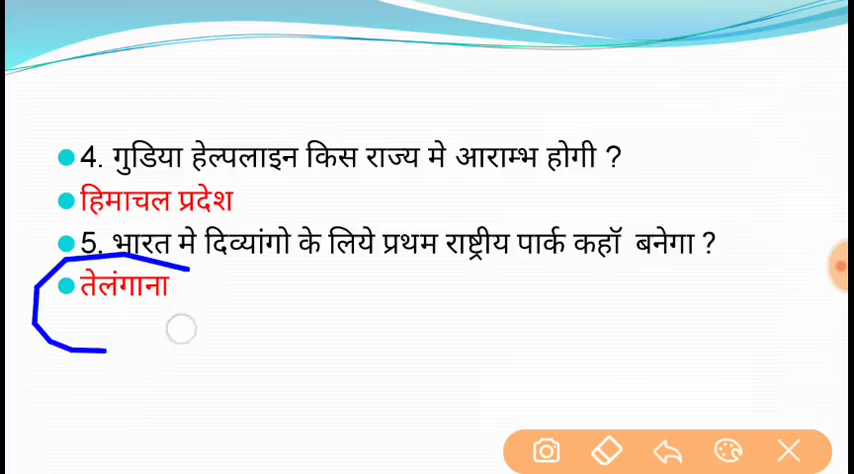 4. गुडिया हेल्पलाइन किस राज्य मे आराम्भ होगी ?
हिमाचल प्रदेश
5. भारत मे दिव्यांगो के लिये प्रथम राष्ट्रीय पार्क कहाॅ बनेगा ?
तेलंगाना